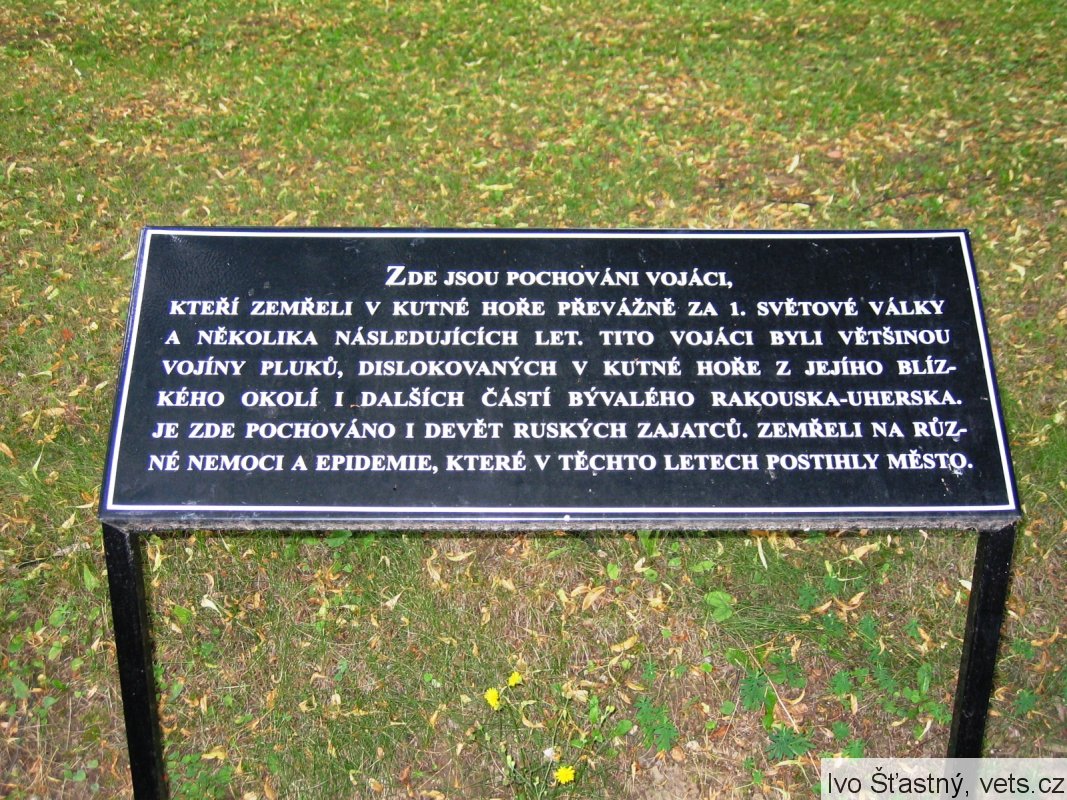 Zde jsou pochováni vojáci,
kteří zemřeli v Kutné Hoře převážně za 1. světové války
a několika následujících let. Tito vojáci byli většinou
vojíny pluků, dislokovaných v Kutné Hoře z jejího blíz-
kého okolí i dalších částí bývalého Rakouska-Uherska.
Je zde pochováno i devět ruských zajatců. Zemřeli na růz-
né nemoci a epidemie, které v těchto letech postihly město.
Ivo Šťastný, vets.cz